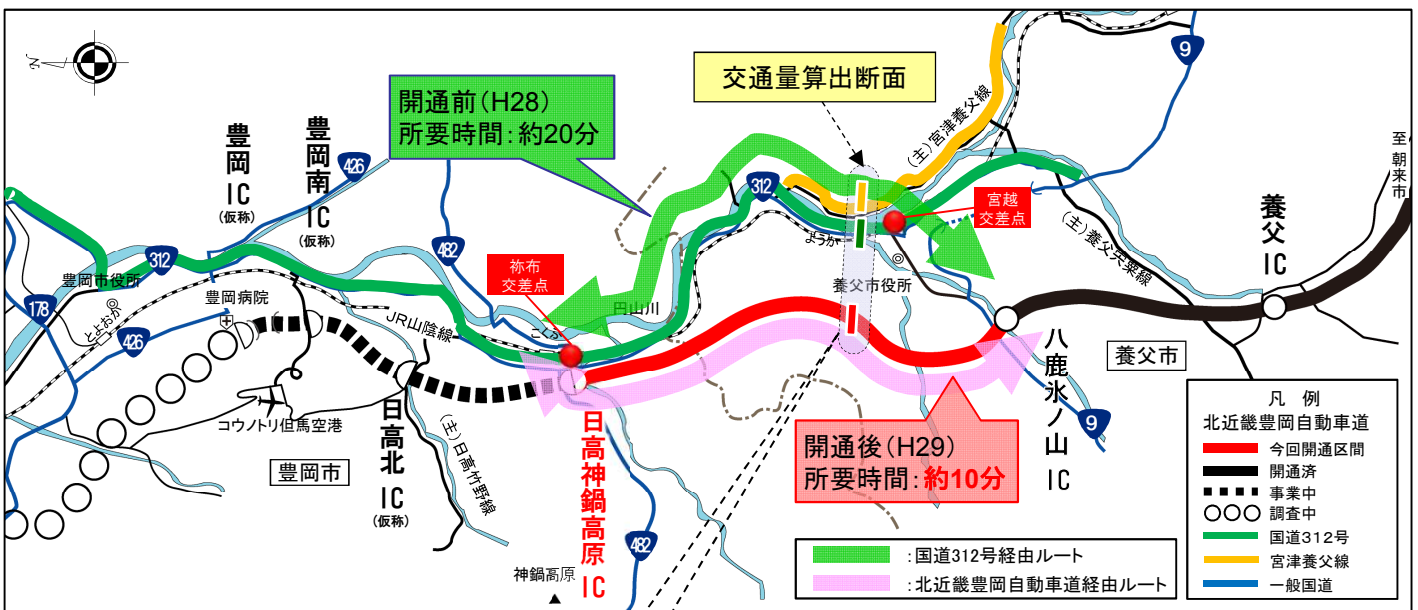 N
開通前(H28)
所要時間:約20分
交通量算出断面
9
至 朝来市
(主)宮津養父線
豊岡IC
(仮称)
豊岡南IC
(仮称)
426
482
312
ようか
宮越
交差点
(主)養父宍粟線
養父IC
312
豊岡市役所
豊岡病院
178
とよおか
426
JR山陰線
祢布
交差点
こくふ
円山川
養父市役所
八鹿氷ノ山IC
養父市
9
コウノトリ但馬空港
豊岡市
日高北IC
(仮称)
(主)日高竹野線
日高神鍋高原IC
482
神鍋高原
開通後(H29)
所要時間:約10分
:国道312号経由ルート
:北近畿豊岡自動車道経由ルート
凡 例
北近畿豊岡自動車道
今回開通区間
開通済
事業中
調査中
国道312号
宮津養父線
一般国道